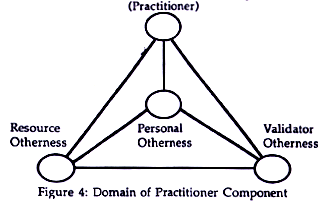 (Practitioner)
Resource Otherness
Personal Otherness
Validator Otherness
Figure 4: Domain of Practitioner Component